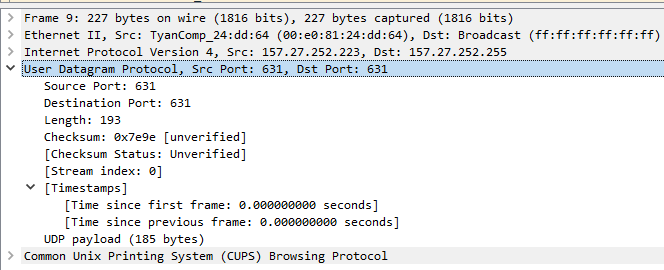 Frame 9: 227 bytes on wire (1816 bits), 227 bytes captured (1816 bits)
Ethernet II, Src: TyanComp_24:dd:64 (00:e0:81:24:dd:64), Dst: Broadcast (ff:ff:ff:ff:ff:ff)
Internet Protocol Version 4, Src: 157.27.252.223, Dst: 157.27.252.255
User Datagram Protocol, Src Port: 631, Dst Port: 631
Source Port: 631
Destination Port: 631
Length: 193
Checksum: 0x7e9e [unverified]
[Checksum Status: Unverified]
[Stream index: 0]
[Timestamps]
[Time since first frame: 0.000000000 seconds]
[Time since previous frame: 0.000000000 seconds]
UDP payload (185 bytes)
Common Unix Printing System (CUPS) Browsing Protocol